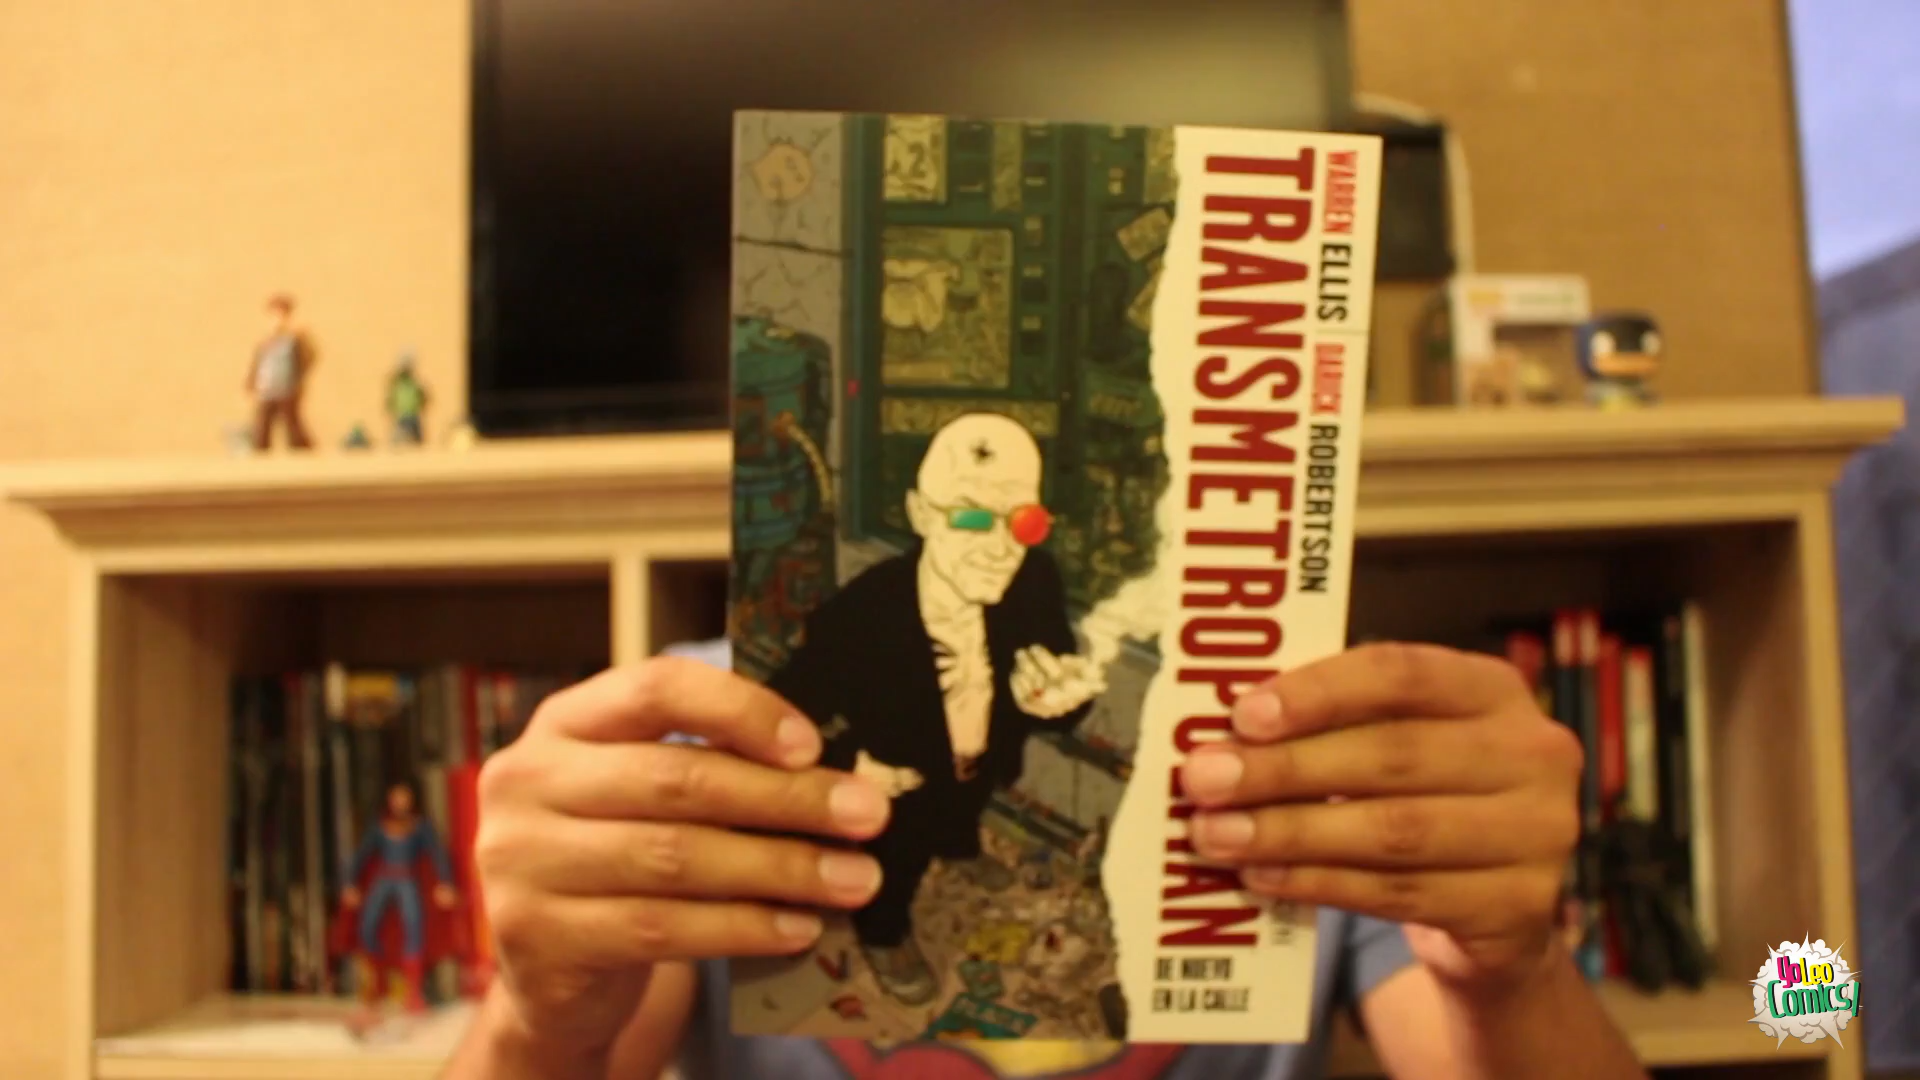 WARREN ELLIS DARICK ROBERTSON
TRANSMETROPOLITAN
DE NUEVO
EN LA CALLE
YoLeo
Comics!